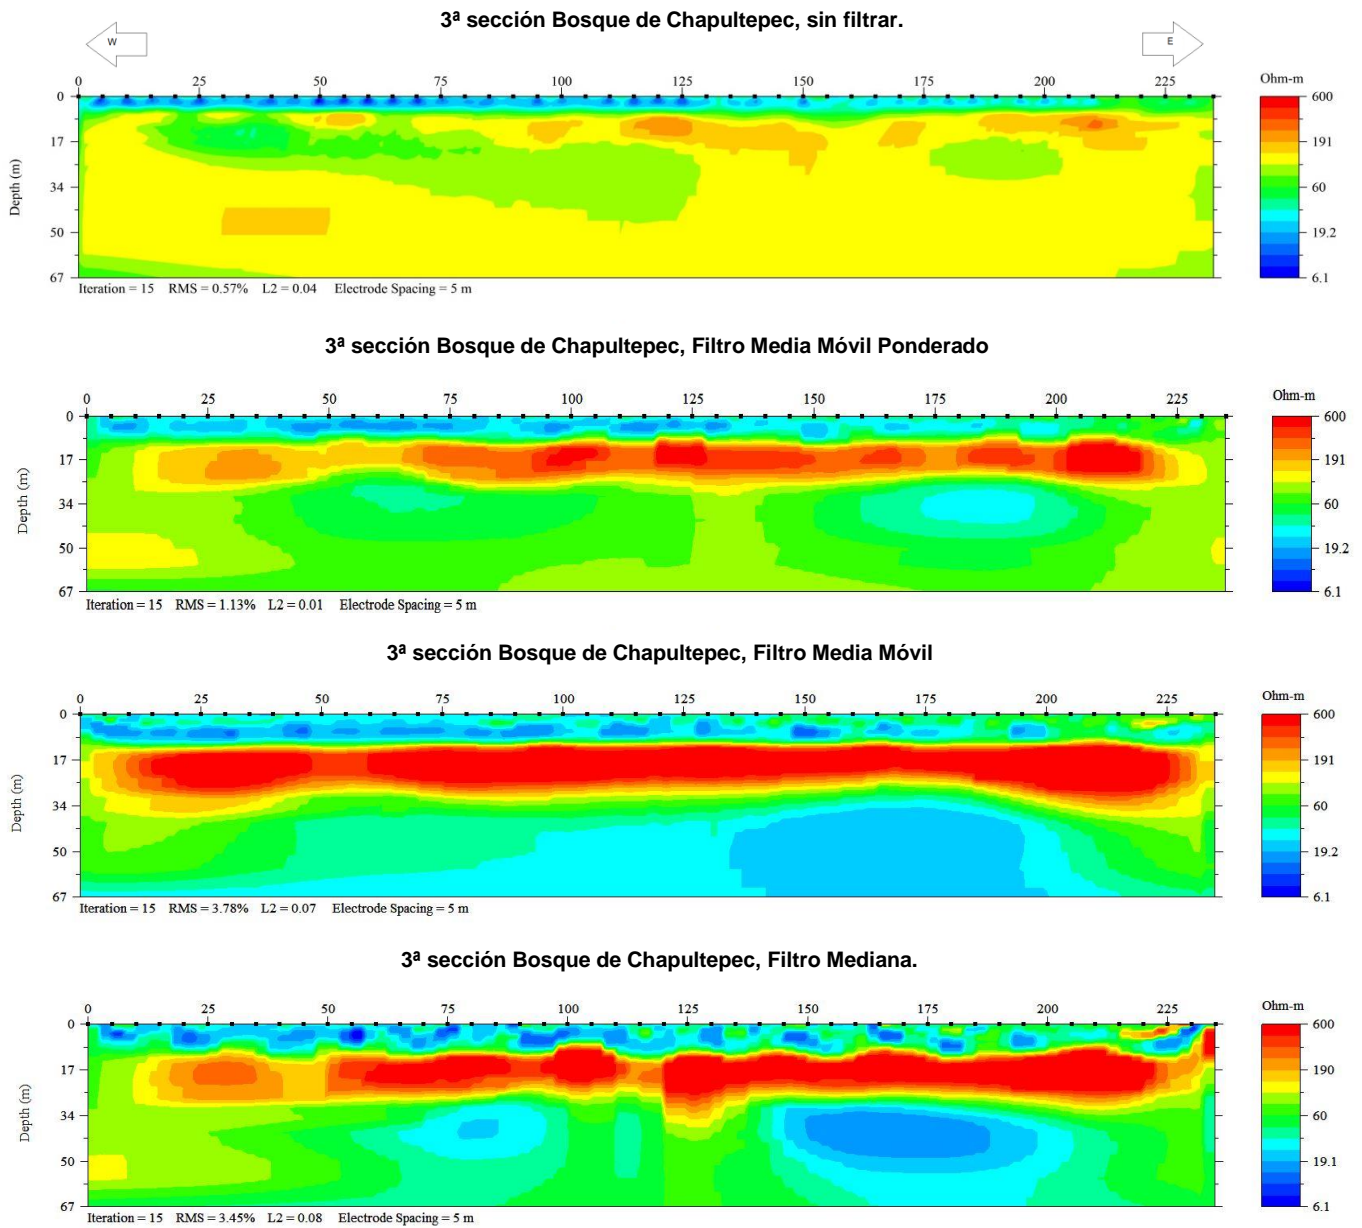 3ª sección Bosque de Chapultepec, sin filtrar.
W
E
0 25 50 75 100 125 150 175 200 225
Ohm-m
0
17
34
50
67
Depth (m)
600
191
60
19.2
6.1
Iteration = 15 RMS = 0.57% L2 = 0.04 Electrode Spacing = 5 m
3ª sección Bosque de Chapultepec, Filtro Media Móvil Ponderado
0 25 50 75 100 125 150 175 200 225
Ohm-m
0
17
34
50
67
Depth (m)
600
191
60
19.2
6.1
Iteration = 15 RMS = 1.13% L2 = 0.01 Electrode Spacing = 5 m
3ª sección Bosque de Chapultepec, Filtro Media Móvil
0 25 50 75 100 125 150 175 200 225
Ohm-m
0
17
34
50
67
Depth (m)
600
191
60
19.2
6.1
Iteration = 15 RMS = 3.78% L2 = 0.07 Electrode Spacing = 5 m
3ª sección Bosque de Chapultepec, Filtro Mediana.
0 25 50 75 100 125 150 175 200 225
Ohm-m
0
17
34
50
67
Depth (m)
600
190
60
19.1
6.1
Iteration = 15 RMS = 3.45% L2 = 0.08 Electrode Spacing = 5 m